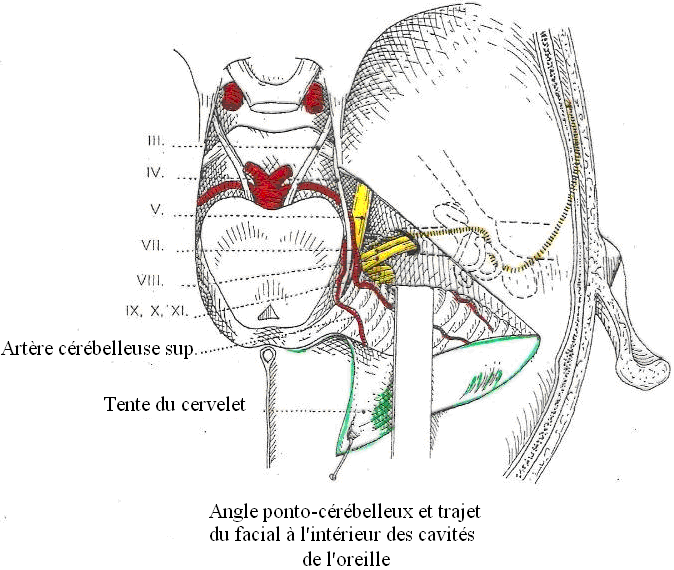 III.
IV.
V.
VII.
VIII.
IX, X, XI.
Artère cérébelleuse sup.
Tente du cervelet
Angle ponto-cérébelleux et trajet
du facial à l'intérieur des cavités
de l'oreille